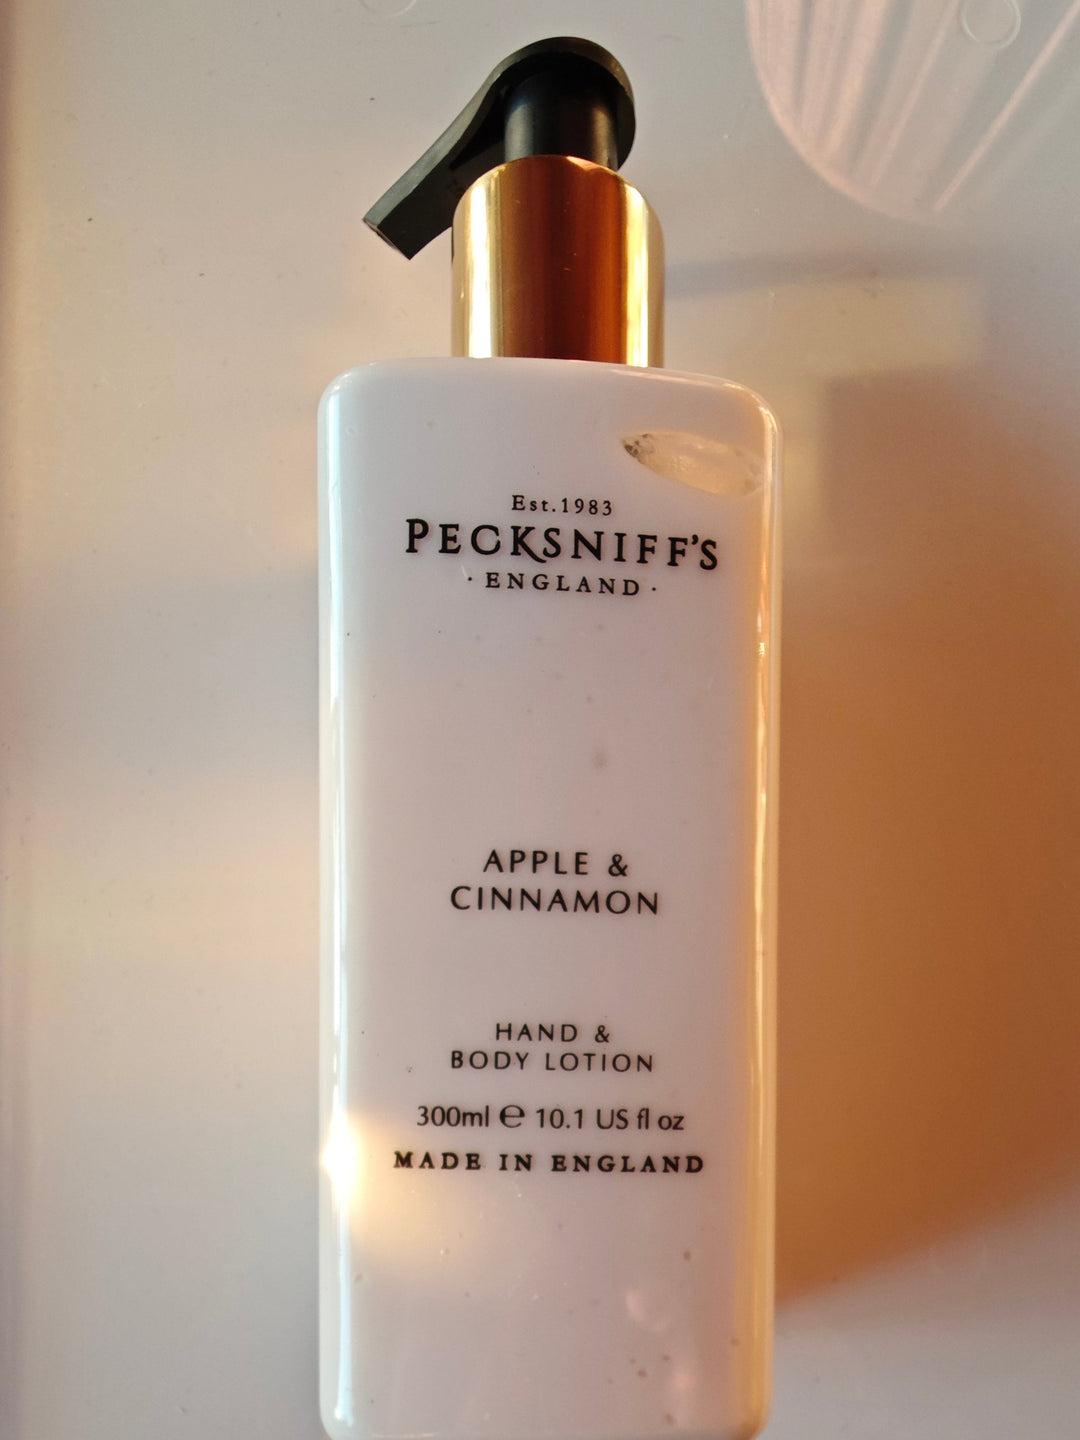 Est.1983
PECKSNIFF'S
· ENGLAND ·
APPLE &
CINNAMON
HAND &
BODY LOTION
300ml ℮ 10.1 US fl oz
MADE IN ENGLAND